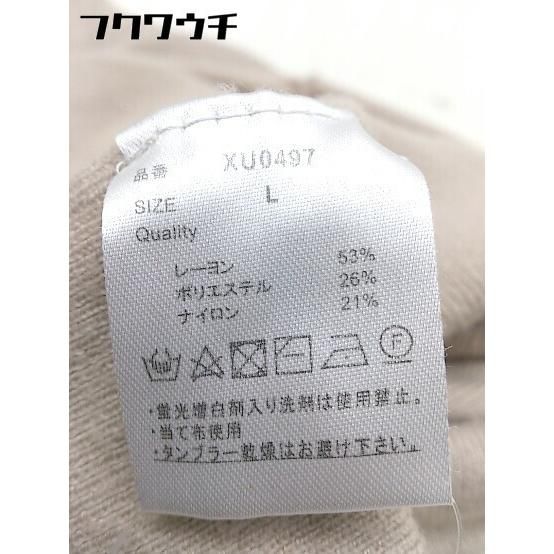 フクワウチ
品番 XU0497
SIZE L
Quality
レーヨン 53%
ポリエステル 26%
ナイロン 21%
F
・蛍光増白剤入り洗剤は使用禁止。
・当て布使用
・タンブラー乾燥はお避け下さい。